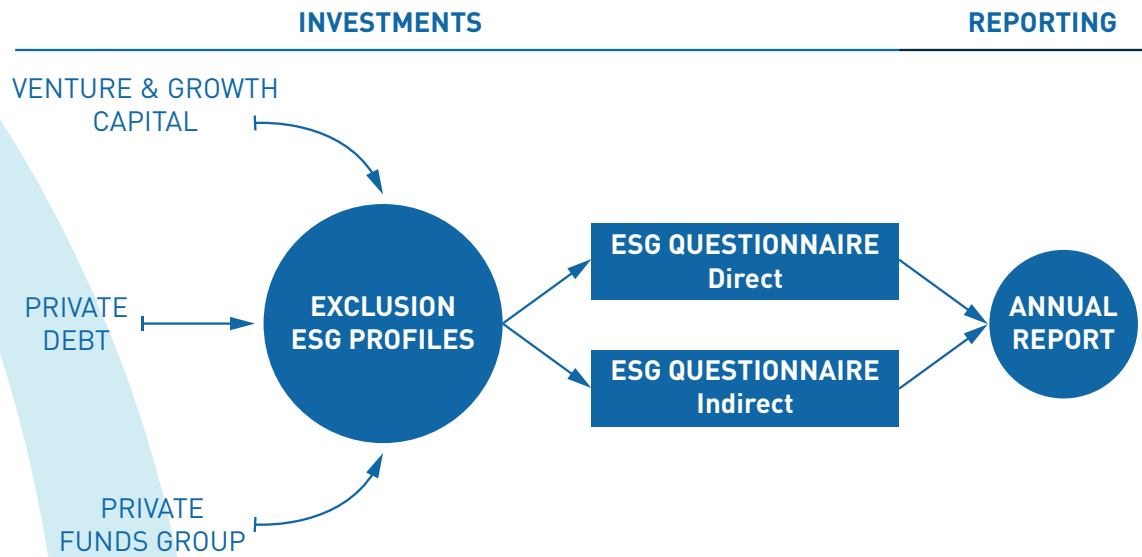 INVESTMENTS
REPORTING
VENTURE & GROWTH
CAPITAL
PRIVATE
DEBT
PRIVATE
FUNDS GROUP
EXCLUSION
ESG PROFILES
ESG QUESTIONNAIRE
Direct
ESG QUESTIONNAIRE
Indirect
ANNUAL
REPORT